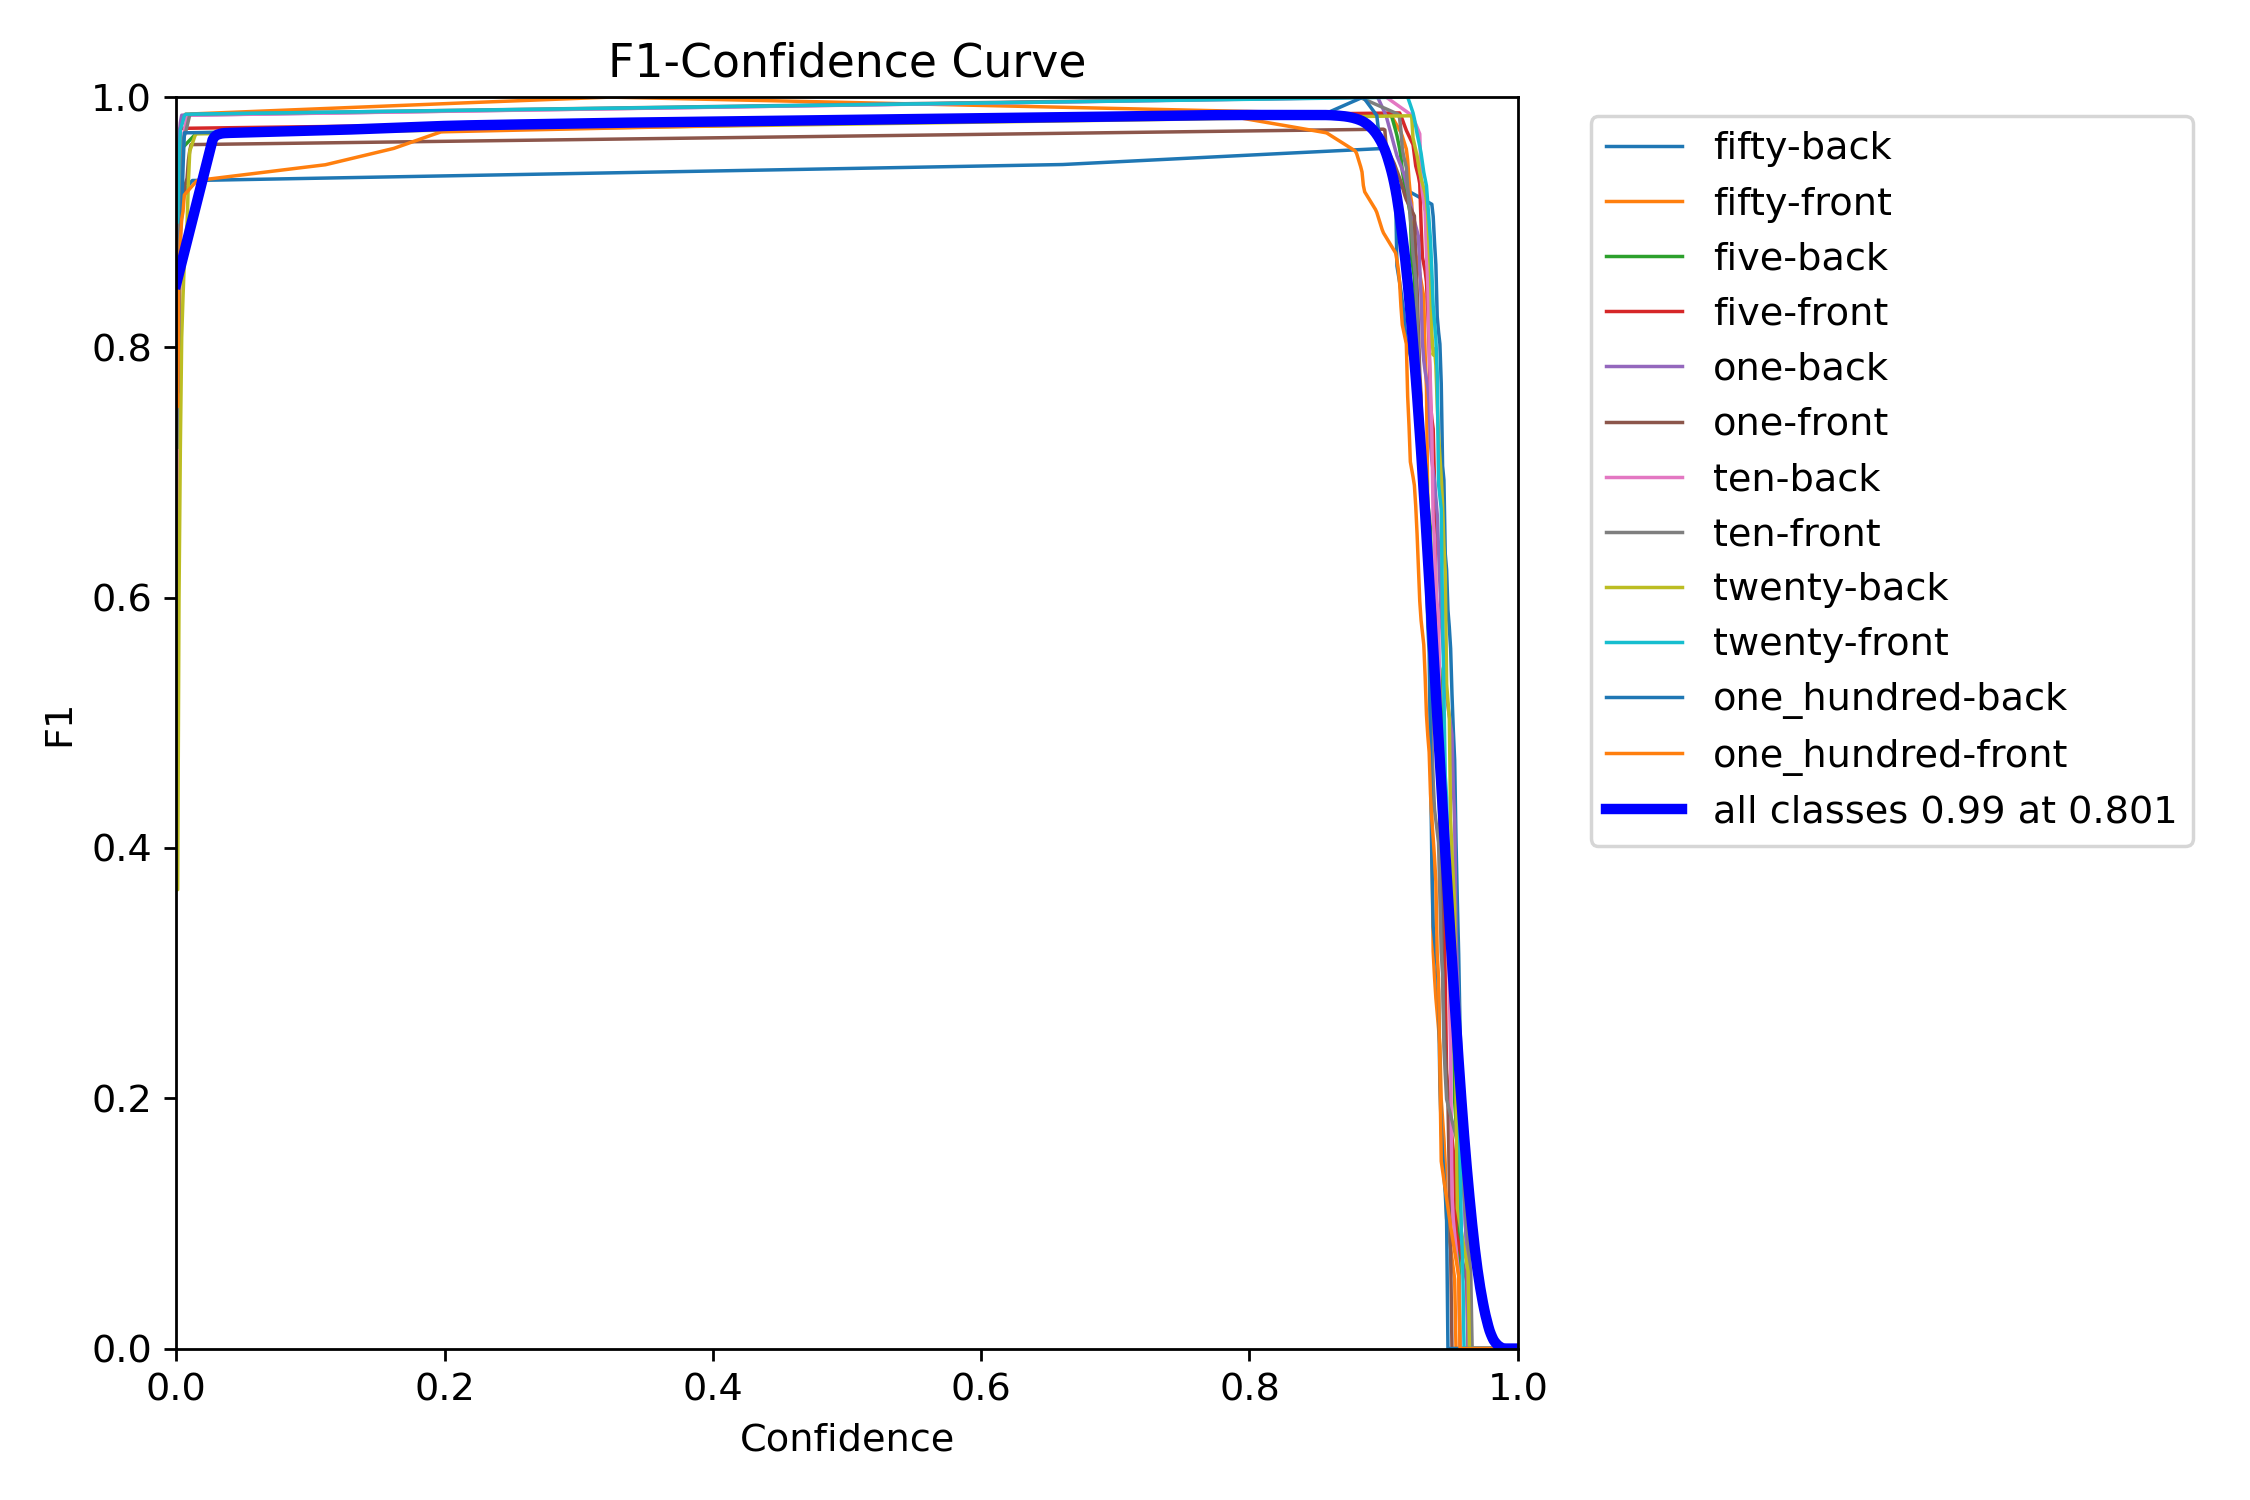 F1-Confidence Curve
1.0
0.8
0.6
0.4
0.2
0.0
F1
0.0 0.2 0.4 0.6 0.8 1.0
Confidence
fifty-back
fifty-front
five-back
five-front
one-back
one-front
ten-back
ten-front
twenty-back
twenty-front
one_hundred-back
one_hundred-front
all classes 0.99 at 0.801